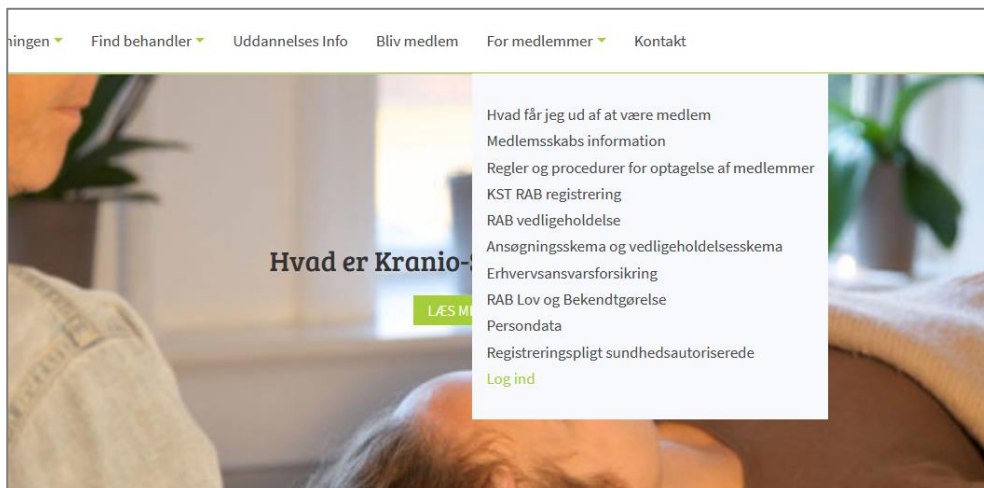 ningen
Find behandler
Uddannelses Info
Bliv medlem
For medlemmer
Kontakt
Hvad får jeg ud af at være medlem
Medlemsskabs information
Regler og procedurer for optagelse af medlemmer
KST RAB registrering
RAB vedligeholdelse
Ansøgningsskema og vedligeholdelsesskema
Erhvervsansvarsforsikring
RAB Lov og Bekendtgørelse
Persondata
Registreringspligt sundhedsautoriserede
Log ind
Hvad er Kranio-
LÆS M